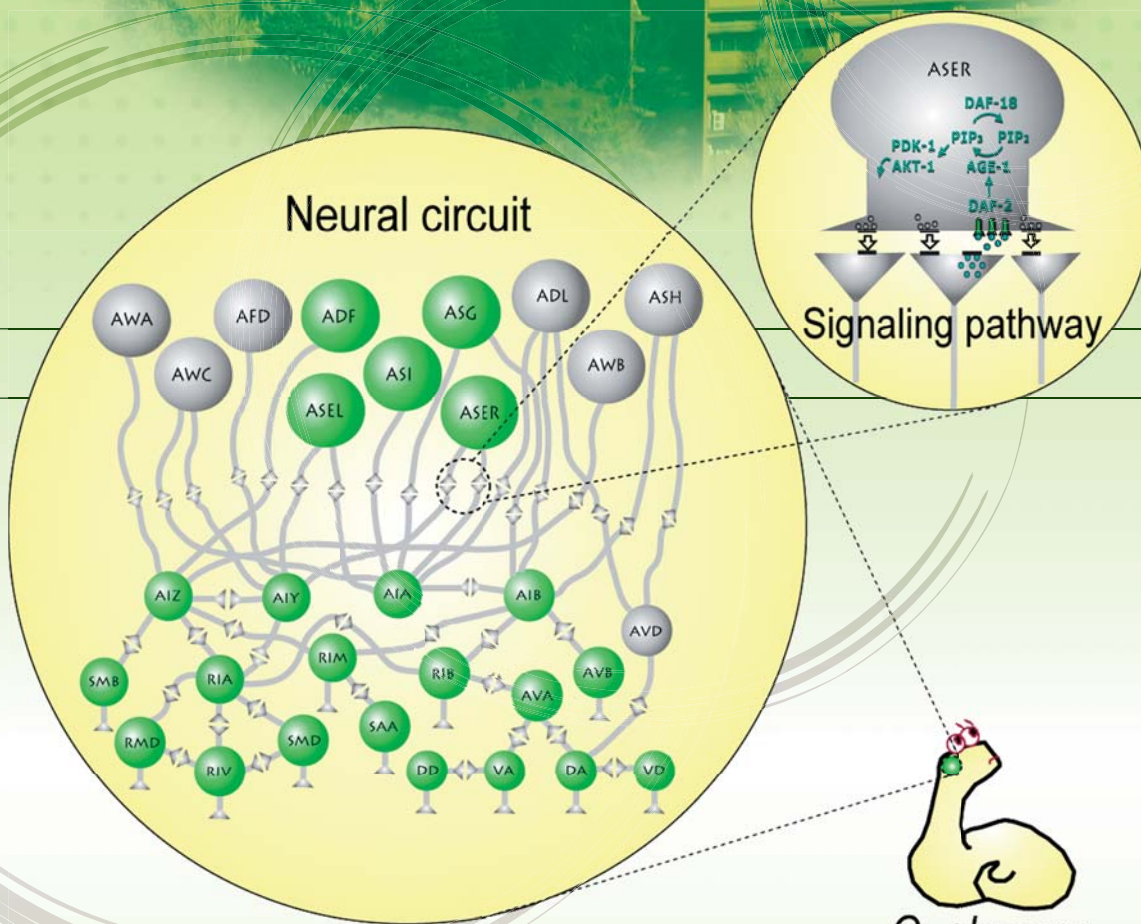 ASER
DAF-18
PIP₃ PIP₂
PDK-1
AKT-1
AGE-1
DAF-2
Signaling pathway
Neural circuit
AWA
AFD
ADF
ASG
ADL
ASH
AWC
ASI
AWB
ASEL
ASER
AIZ
AIY
AIA
AIB
AVD
SMB
RIA
RIM
RIB
AVA
AVB
RMD
RIV
SMD
SAA
DD
VA
DA
VD